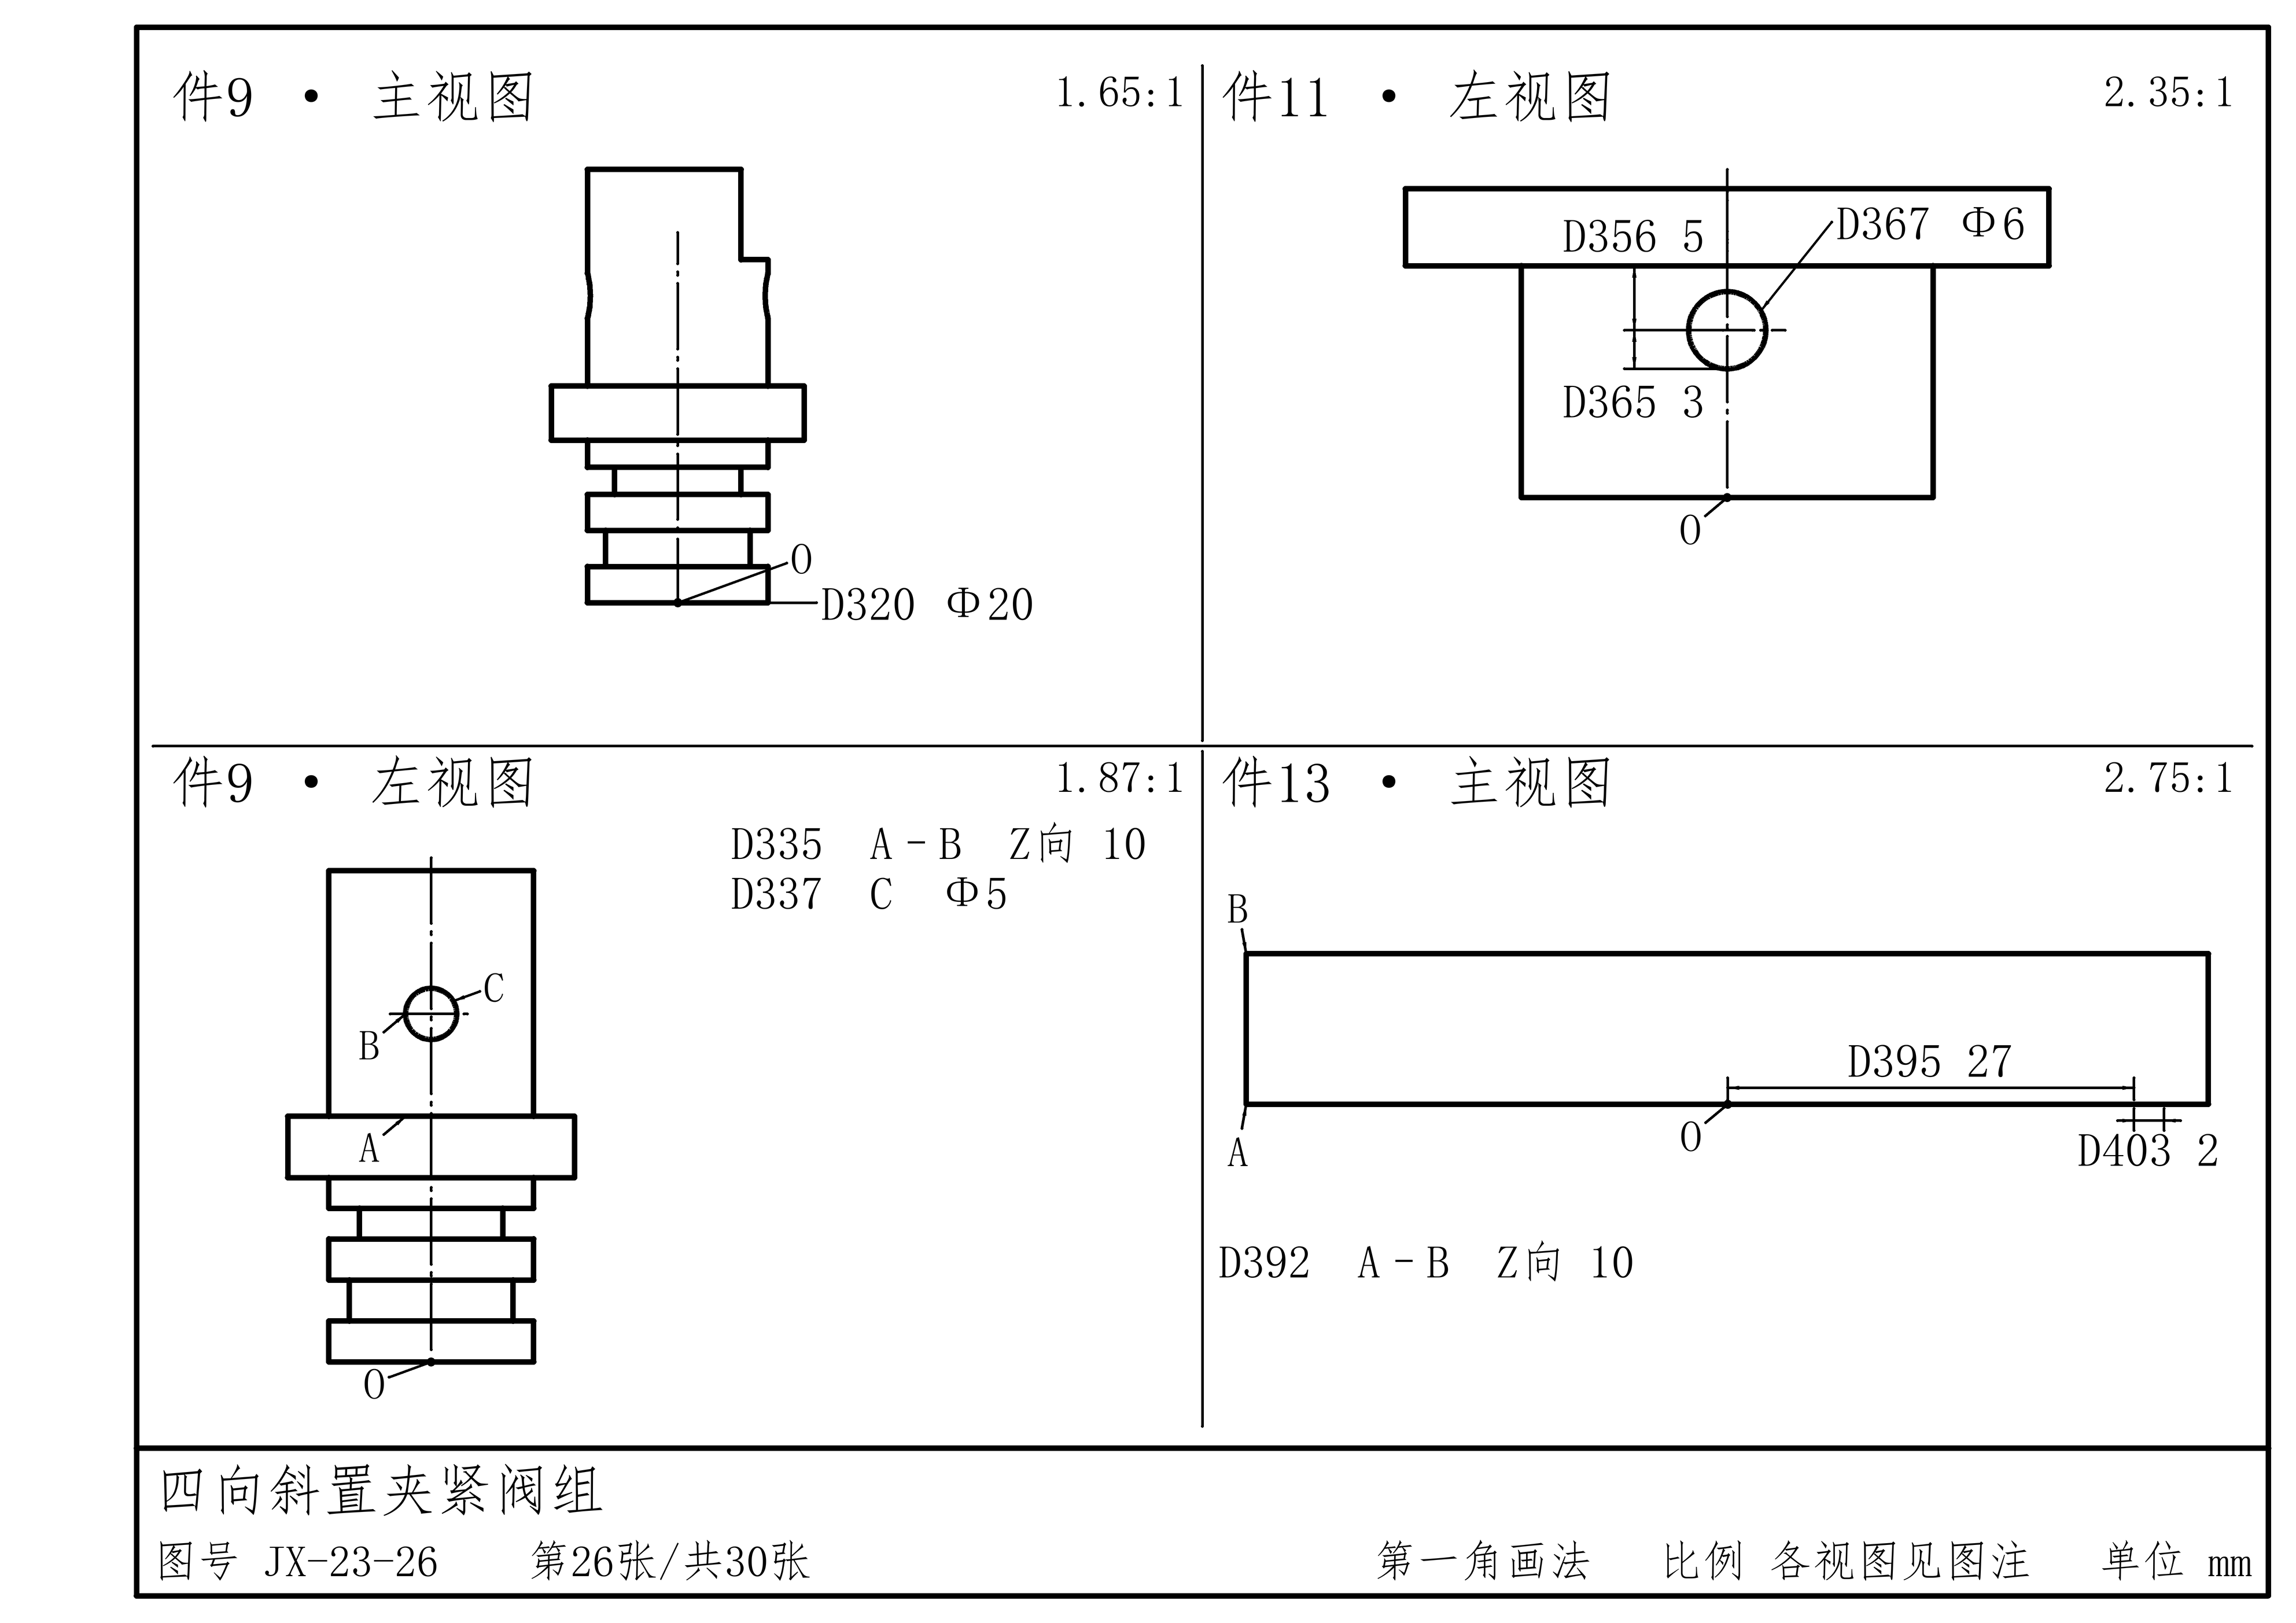 件9 · 主视图 1.65:1
O
D320 Φ20
件11 · 左视图 2.35:1
D356 5
D367 Φ6
D365 3
O
件9 · 左视图 1.87:1
D335 A-B Z向 10
D337 C Φ5
C
B
A
O
件13 · 主视图 2.75:1
B
D395 27
O
A
D403 2
D392 A-B Z向 10
四向斜置夹紧阀组
图号 JX-23-26 第26张/共30张 第一角画法 比例 各视图见图注 单位 mm